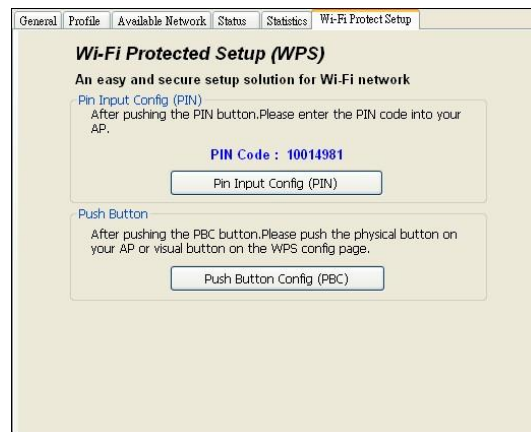 General Profile Available Network Status Statistics Wi-Fi Protect Setup
Wi-Fi Protected Setup (WPS)
An easy and secure setup solution for Wi-Fi network
Pin Input Config (PIN)
After pushing the PIN button.Please enter the PIN code into your
AP.
PIN Code : 10014981
Pin Input Config (PIN)
Push Button
After pushing the PBC button.Please push the physical button on
your AP or visual button on the WPS config page.
Push Button Config (PBC)